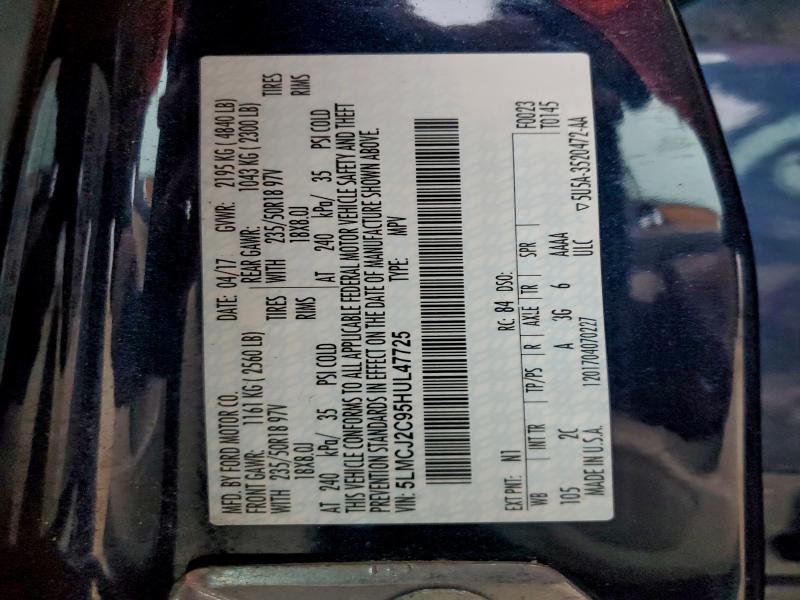 MFD. BY FORD MOTOR CO.
DATE: 04/17 GVWR: 2195 KG ( 4840 LB)
FRONT GAWR: 1161 KG ( 2560 LB) REAR GAWR: 1043 KG ( 2300 LB)
WITH 235/50R18 97V TIRES WITH 235/50R18 97V TIRES
18X8.0J RIMS 18X8.0J RIMS
AT 240 kPa/ 35 PSI COLD AT 240 kPa/ 35 PSI COLD
THIS VEHICLE CONFORMS TO ALL APPLICABLE FEDERAL MOTOR VEHICLE SAFETY AND THEFT
PREVENTION STANDARDS IN EFFECT ON THE DATE OF MANUFACTURE SHOWN ABOVE.
VIN: 5LMCJ2C95HUL47725 TYPE: MPV
EXT PNT: N1 RC: 84 DSO: F0023
WB INT TR TP/PS R AXLE TR SPR T0145
105 2C A 3G 6 AAAA
MADE IN U.S.A. 1201704070227 ULC ▽5U5A-3520472-AA